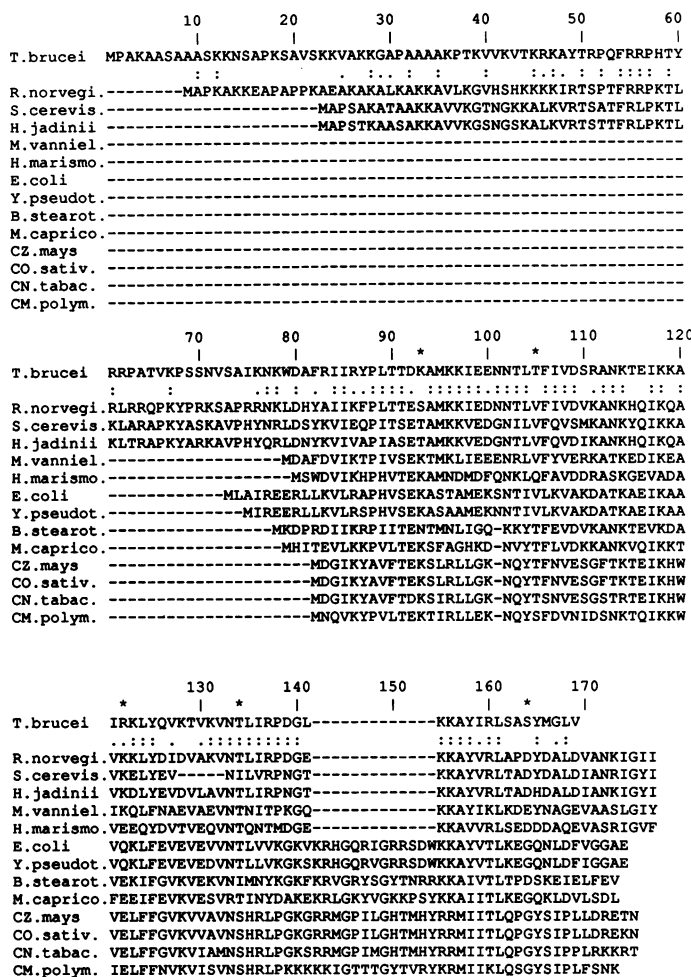 10 20 30 40 50 60
T.brucei MPAKAASAAASKKNSAPKSAVSKKVAKKGAPAAAAKPTKVVKVTKRKAYTRPQFRRPHTY
R.norvegi.--------MAPKAKKEAPAPPKAEAKAKALKAKKAVLKGVHSHKKKKIRTSPTFRRPKTL
S.cerevis.----------------------MAPSAKATAAKKAVVKGTNGKKALKVRTSATFRLPKTL
H.jadinii ----------------------MAPSTKAASAKKAVVKGSNGSKALKVRTSTTFRLPKTL
M.vanniel.------------------------------------------------------------
H.marismo.------------------------------------------------------------
E.coli ------------------------------------------------------------
Y.pseudot.------------------------------------------------------------
B.stearot.------------------------------------------------------------
M.caprico.------------------------------------------------------------
CZ.mays ------------------------------------------------------------
CO.sativ. ------------------------------------------------------------
CN.tabac. ------------------------------------------------------------
CM.polym. ------------------------------------------------------------
70 80 90 * 100 * 110 120
T.brucei RRPATVKPSSNVSAIKNKWDAFRIIRYPLTTDKAMKKIEENNTLTFIVDSRANKTEIKKA
R.norvegi.RLRRQPKYPRKSAPRRNKLDHYAIIKFPLTTESAMKKIEDNNTLVFIVDVKANKHQIKQA
S.cerevis.KLARAPKYASKAVPHYNRLDSYKVIEQPITSETAMKKVEDGNILVFQVSMKANKYQIKKA
H.jadinii KLTRAPKYARKAVPHYQRLDNYKVIVAPIASETAMKKVEDGNTLVFQVDIKANKHQIKQA
M.vanniel.------------------MDAFDVIKTPIVSEKTMKLIEEENRLVFYVERKATKEDIKEA
H.marismo.-------------------MSWDVIKHPHVTEKAMNDMDFQNKLQFAVDDRASKGEVADA
E.coli ------------MLAIREERLLKVLRAPHVSEKASTAMEKSNTIVLKVAKDATKAEIKAA
Y.pseudot.--------------MIREERLLKVLRSPHVSEKASAAMEKNNTIVLKVAKDATKAEIKAA
B.stearot.-----------------MKDPRDIIKRPIITENTMNLIGQ-KKYTFEVDVKANKTEVKDA
M.caprico.------------------MHITEVLKKPVLTEKSFAGHKD-NVYTFLVDKKANKVQIKKT
CZ.mays ---------------------MDGIKYAVFTEKSLRLLGK-NQYTFNVESGFTKTEIKHW
CO.sativ. ---------------------MDGIKYAVFTEKSLRLLGK-NQYTFNVESGFTKTEIKHW
CN.tabac. ---------------------MDGIKYAVFTDKSIRLLGK-NQYTSNVESGSTRTEIKHW
CM.polym. ---------------------MNQVKYPVLTEKTIRLLEK-NQYSFDVNIDSNKTQIKKW
* 130 * 140 150 160 * 170
T.brucei IRKLYQVKTVKVNTLIRPDGL-------------KKAYIRLSASYMGLV
R.norvegi.VKKLYDIDVAKVNTLIRPDGE-------------KKAYVRLAPDYDALDVANKIGII
S.cerevis.VKELYEV-----NILVRPNGT-------------KKAYVRLTADYDALDIANRIGYI
H.jadinii VKDLYEVDVLAVNTLIRPNGT-------------KKAYVRLTADHDALDIANKIGYI
M.vanniel.IKQLFNAEVAEVNTNITPKGQ-------------KKAYIKLKDEYNAGEVAASLGIY
H.marismo.VEEQYDVTVEQVNTQNTMDGE-------------KKAVVRLSEDDDAQEVASRIGVF
E.coli VQKLFEVEVEVVNTLVVKGKVKRHGQRIGRRSDWKKAYVTLKEGQNLDFVGGAE
Y.pseudot.VQKLFEVEVEDVNTLLVKGKSKRHGQRVGRRSDWKKAYVTLKEGQNLDFIGGAE
B.stearot.VEKIFGVKVEKVNIMNYKGKFKRVGRYSGYTNRRKKAIVTLTPDSKEIELFEV
M.caprico.FEEIFEVKVESVRTINYDAKEKRLGKYVGKKPSYKKAIITLKEGQKLDVLSDL
CZ.mays VELFFGVKVVAVNSHRLPGKGRRMGPILGHTMHYRRMIITLQPGYSIPLLDRETN
CO.sativ. VELFFGVKVVAVNSHRLPGKGRRMGPILGHTMHYRRMIITLQPGYSIPLLDREKN
CN.tabac. VELFFGVKVIAMNSHRLPGKSRRMGPIMGHTMHYRRMIITLQPGYSIPPLRKKRT
CM.polym. IELFFNVKVISVNSHRLPKKKKKIGTTTGYTVRYKRMIIKLQSGYSIPLFSNK